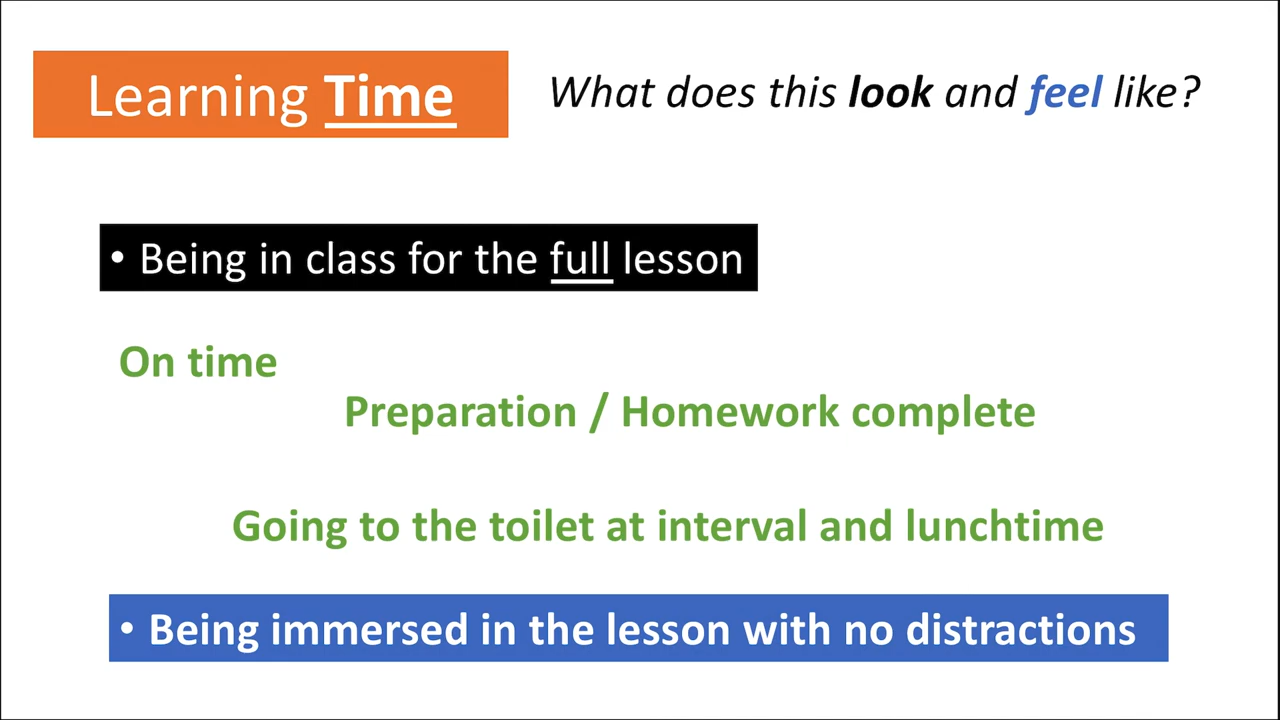 Learning Time
What does this look and feel like?
• Being in class for the full lesson
On time
Preparation / Homework complete
Going to the toilet at interval and lunchtime
• Being immersed in the lesson with no distractions